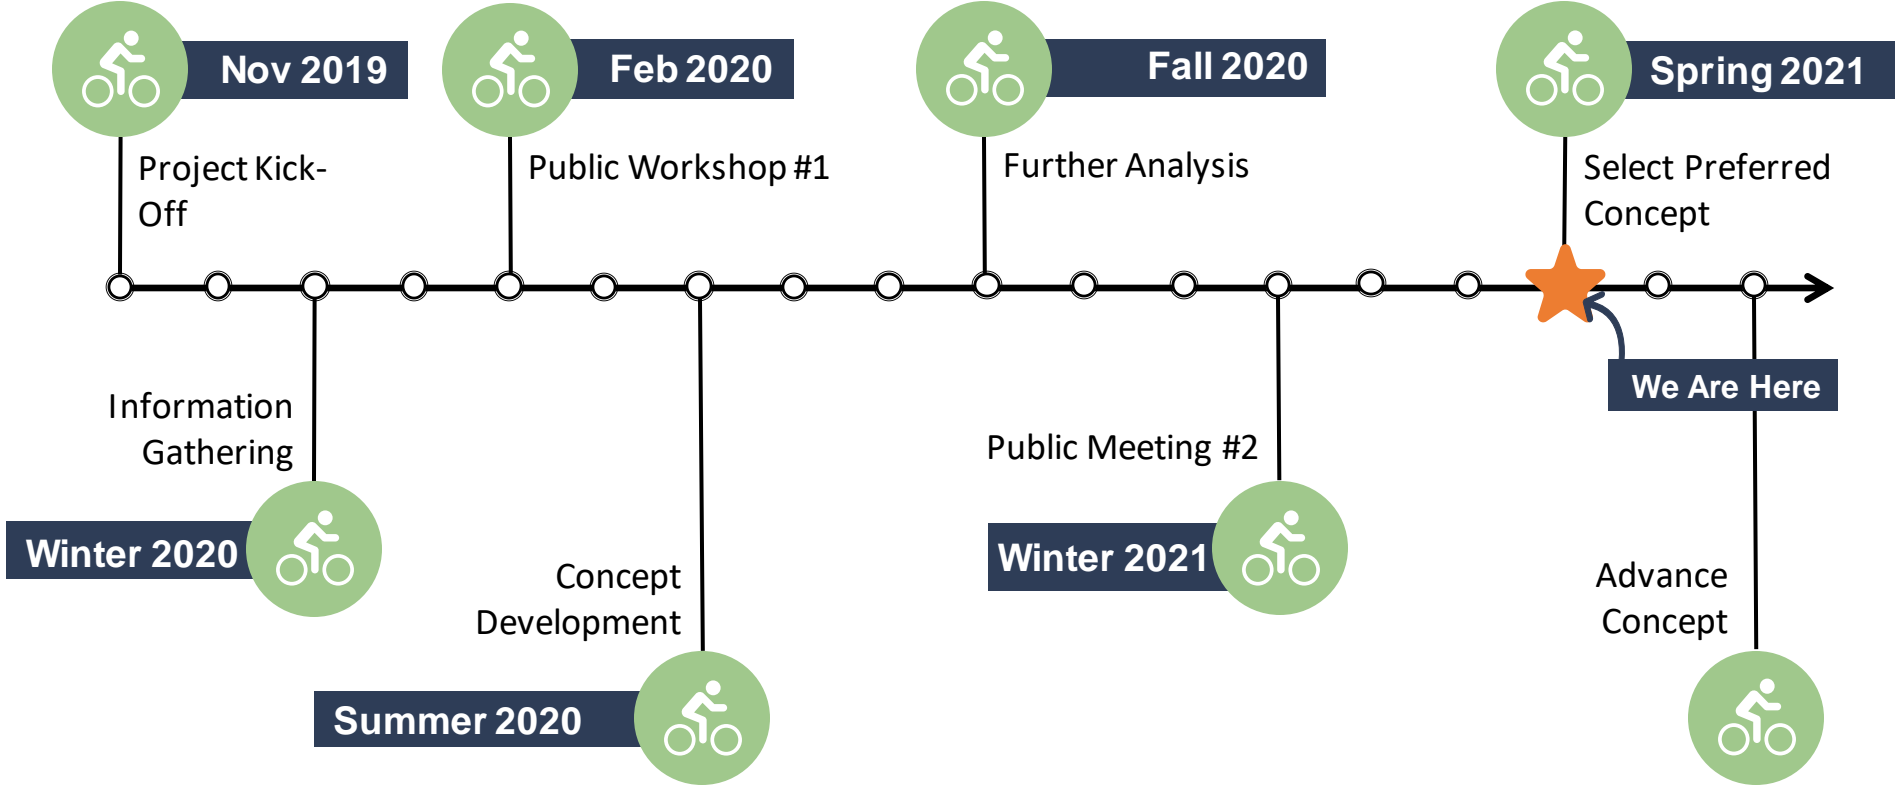 Nov 2019
Project Kick-
Off
Feb 2020
Public Workshop #1
Fall 2020
Further Analysis
Spring 2021
Select Preferred
Concept
We Are Here
Information
Gathering
Winter 2020
Concept
Development
Summer 2020
Public Meeting #2
Winter 2021
Advance
Concept